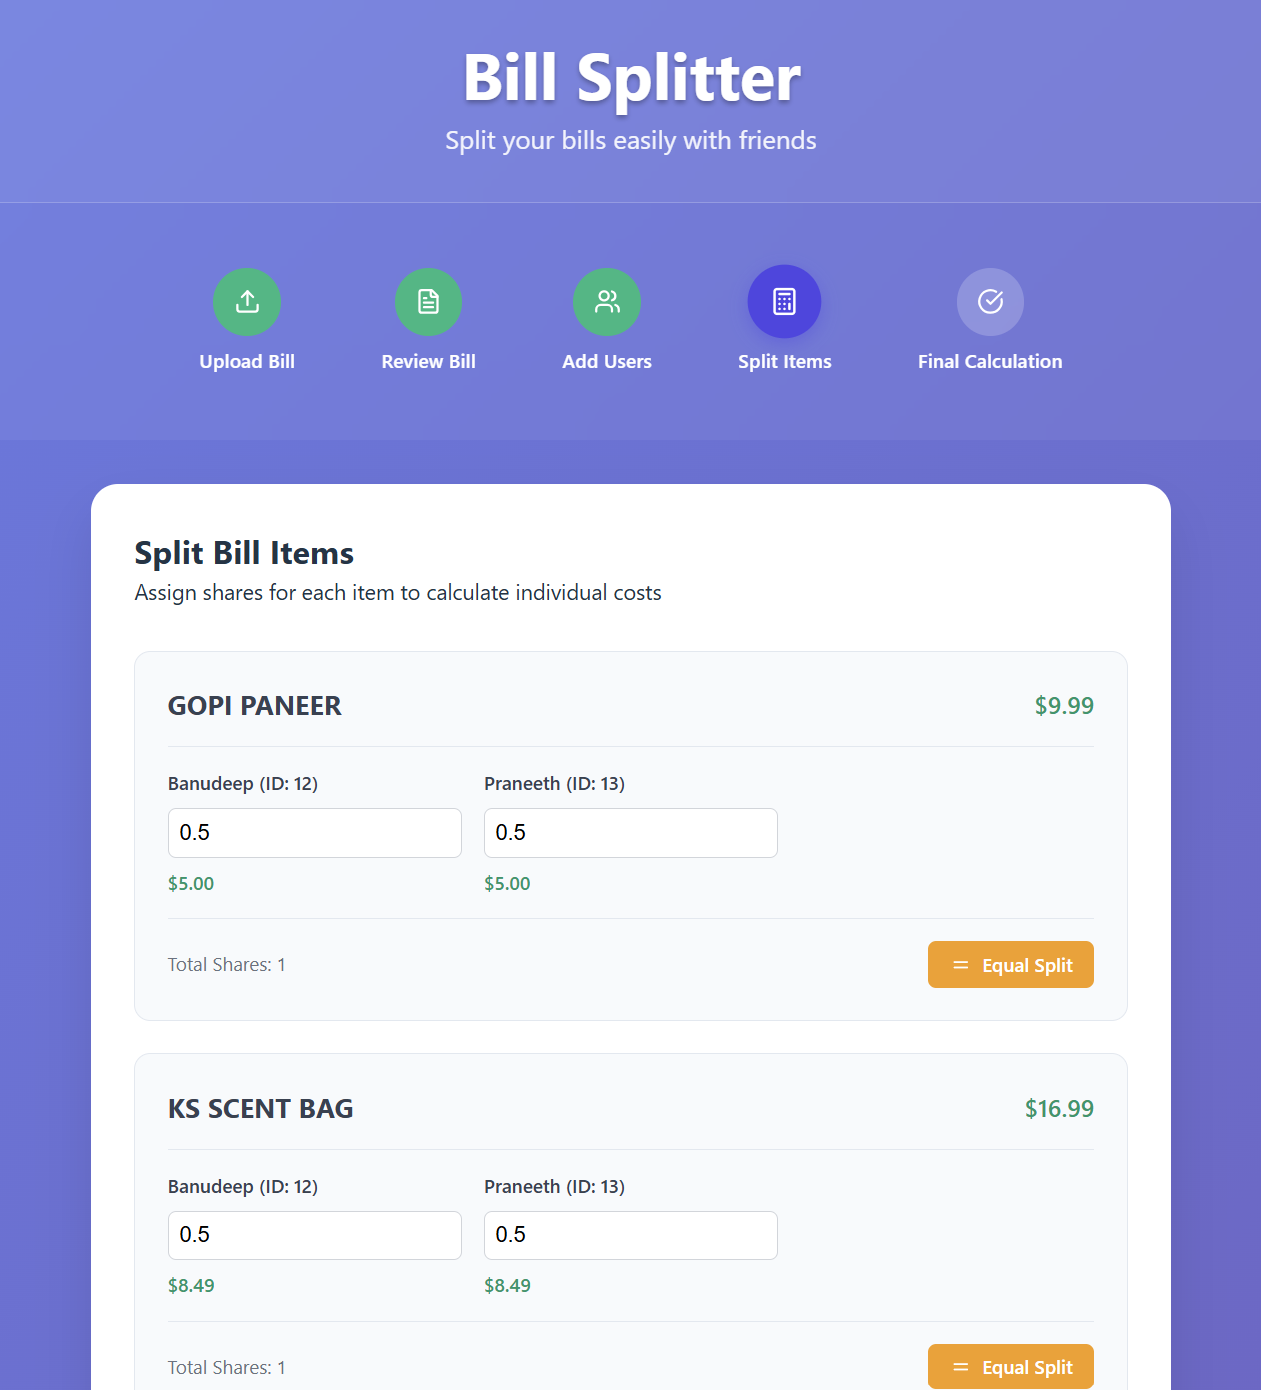 Bill Splitter
Split your bills easily with friends
Upload Bill
Review Bill
Add Users
Split Items
Final Calculation
Split Bill Items
Assign shares for each item to calculate individual costs
GOPI PANEER
$9.99
Banudeep (ID: 12)
Praneeth (ID: 13)
0.5
0.5
$5.00
$5.00
Total Shares: 1
= Equal Split
KS SCENT BAG
$16.99
Banudeep (ID: 12)
Praneeth (ID: 13)
0.5
0.5
$8.49
$8.49
Total Shares: 1
= Equal Split